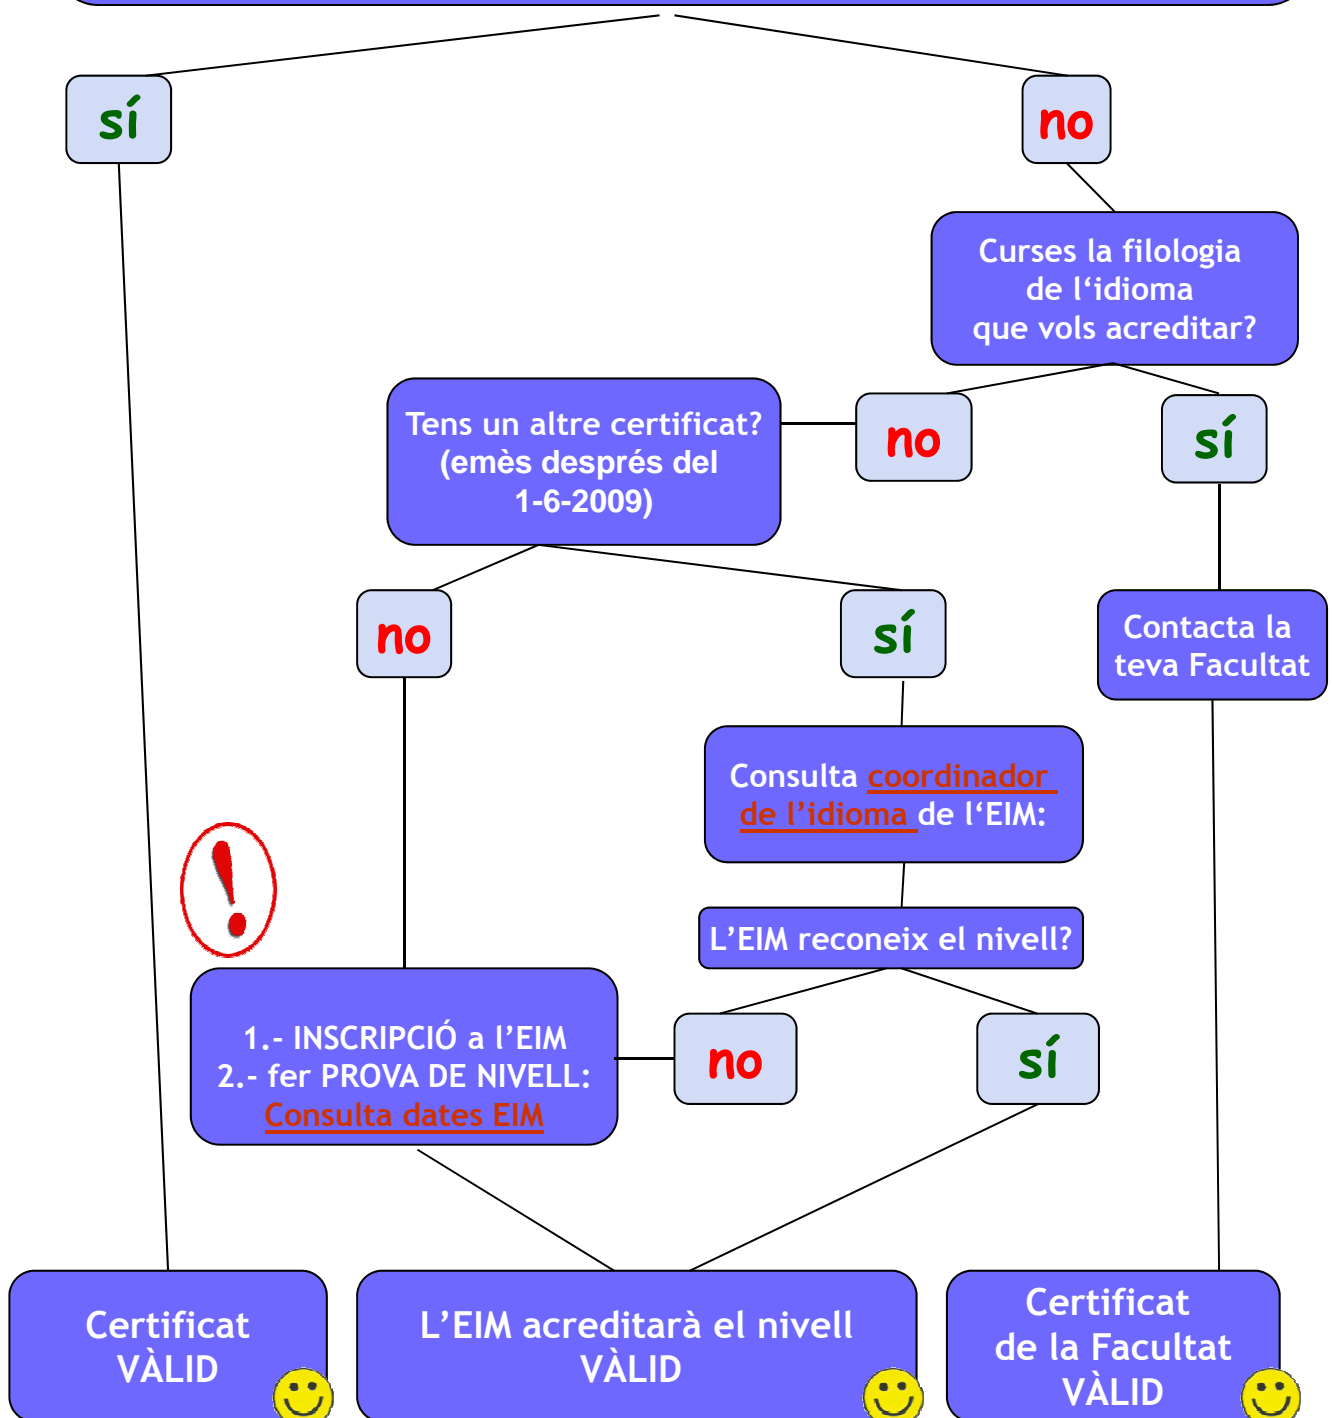 sí
no
Curses la filologia
de l‘idioma
que vols acreditar?
Tens un altre certificat?
(emès després del
1-6-2009)
no
sí
no
sí
Contacta la
teva Facultat
Consulta coordinador
de l’idioma de l‘EIM:
L’EIM reconeix el nivell?
1.- INSCRIPCIÓ a l’EIM
2.- fer PROVA DE NIVELL:
Consulta dates EIM
no
sí
Certificat
VÀLID
L’EIM acreditarà el nivell
VÀLID
Certificat
de la Facultat
VÀLID